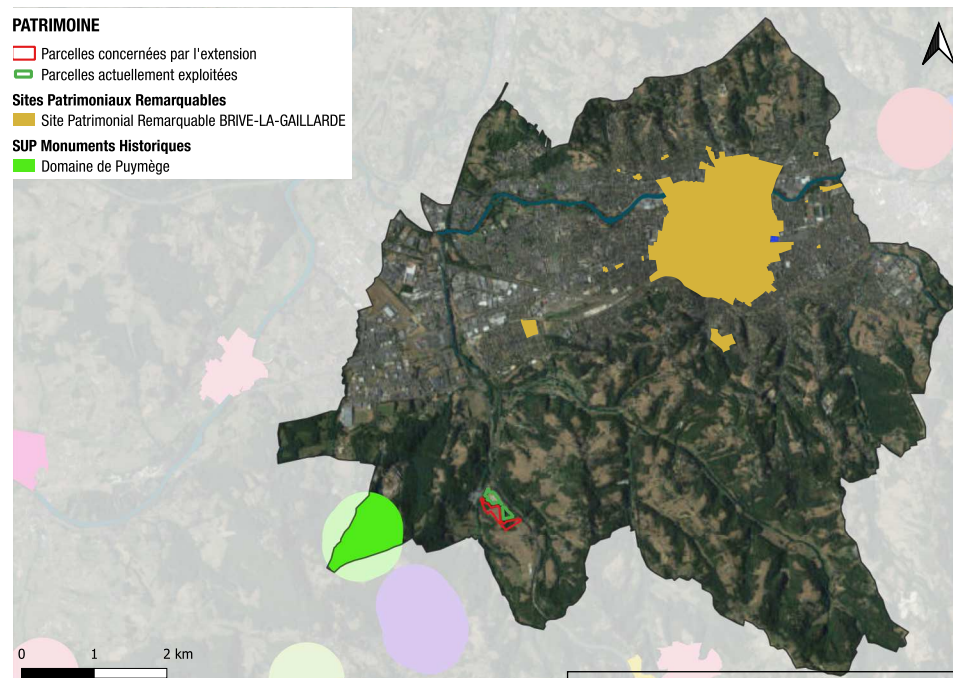 PATRIMOINE
Parcelles concernées par l'extension
Parcelles actuellement exploitées
Sites Patrimoniaux Remarquables
Site Patrimonial Remarquable BRIVE-LA-GAILLARDE
SUP Monuments Historiques
Domaine de Puymège
0 1 2 km